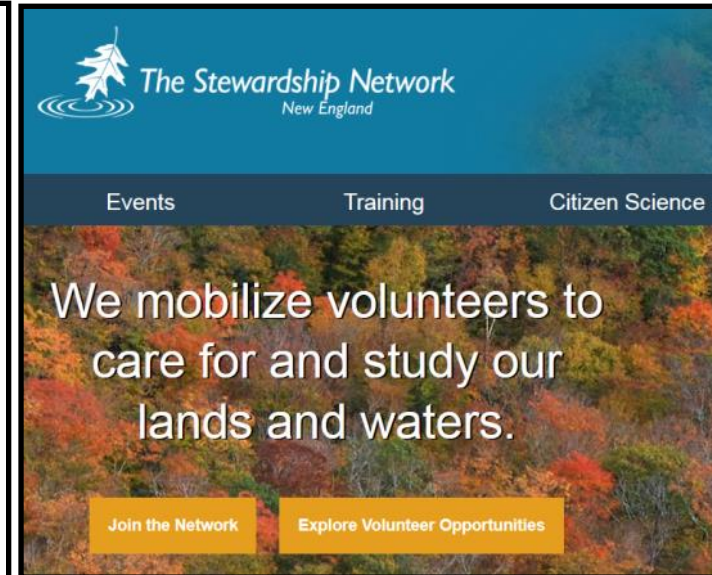 The Stewardship Network
New England
Events Training Citizen Science
We mobilize volunteers to
care for and study our
lands and waters.
Join the Network Explore Volunteer Opportunities